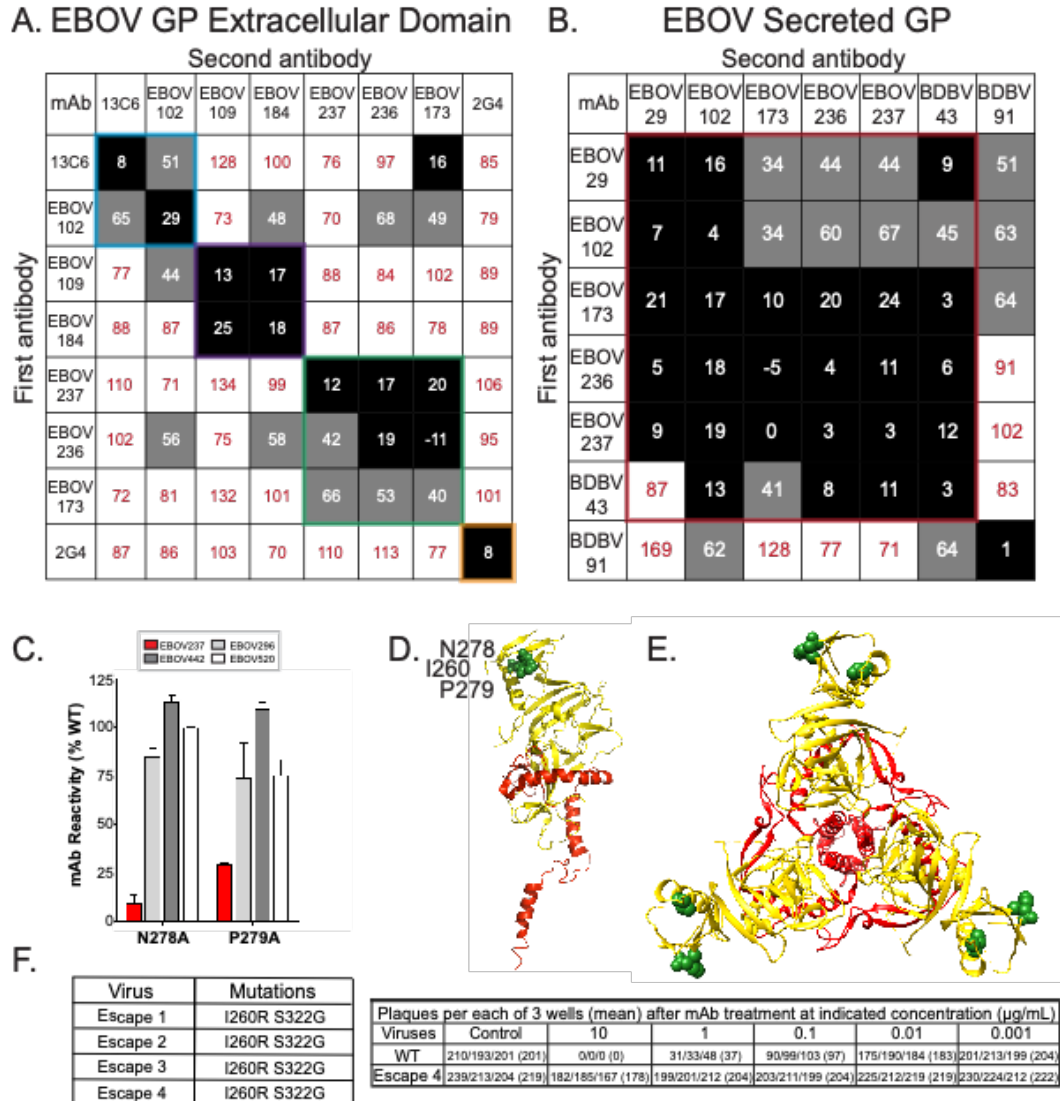 A. EBOV GP Extracellular Domain
Second antibody
First antibody
mAb 13C6 EBOV 102 EBOV 109 EBOV 184 EBOV 237 EBOV 236 EBOV 173 2G4
13C6 8 51 128 100 76 97 16 85
EBOV 102 65 29 73 48 70 68 49 79
EBOV 109 77 44 13 17 88 84 102 89
EBOV 184 88 87 25 18 87 86 78 89
EBOV 237 110 71 134 99 12 17 20 106
EBOV 236 102 56 75 58 42 19 -11 95
EBOV 173 72 81 132 101 66 53 40 101
2G4 87 86 103 70 110 113 77 8
B. EBOV Secreted GP
Second antibody
First antibody
mAb EBOV 29 EBOV 102 EBOV 173 EBOV 236 EBOV 237 BDBV 43 BDBV 91
EBOV 29 11 16 34 44 44 9 51
EBOV 102 7 4 34 60 67 45 63
EBOV 173 21 17 10 20 24 3 64
EBOV 236 5 18 -5 4 11 6 91
EBOV 237 9 19 0 3 3 12 102
BDBV 43 87 13 41 8 11 3 83
BDBV 91 169 62 128 77 71 64 1
C.
EBOV237 EBOV296
EBOV442 EBOV520
mAb Reactivity (% WT)
125
100
75
50
25
0
N278A P279A
D.
N278
I260
P279
E.
F.
Virus Mutations
Escape 1 I260R S322G
Escape 2 I260R S322G
Escape 3 I260R S322G
Escape 4 I260R S322G
Plaques per each of 3 wells (mean) after mAb treatment at indicated concentration (µg/mL)
Viruses Control 10 1 0.1 0.01 0.001
WT 210/193/201 (201) 0/0/0 (0) 31/33/48 (37) 90/99/103 (97) 175/190/184 (183) 201/213/199 (204)
Escape 4 239/213/204 (219) 182/185/167 (178) 199/201/212 (204) 203/211/199 (204) 225/212/219 (219) 230/224/212 (222)